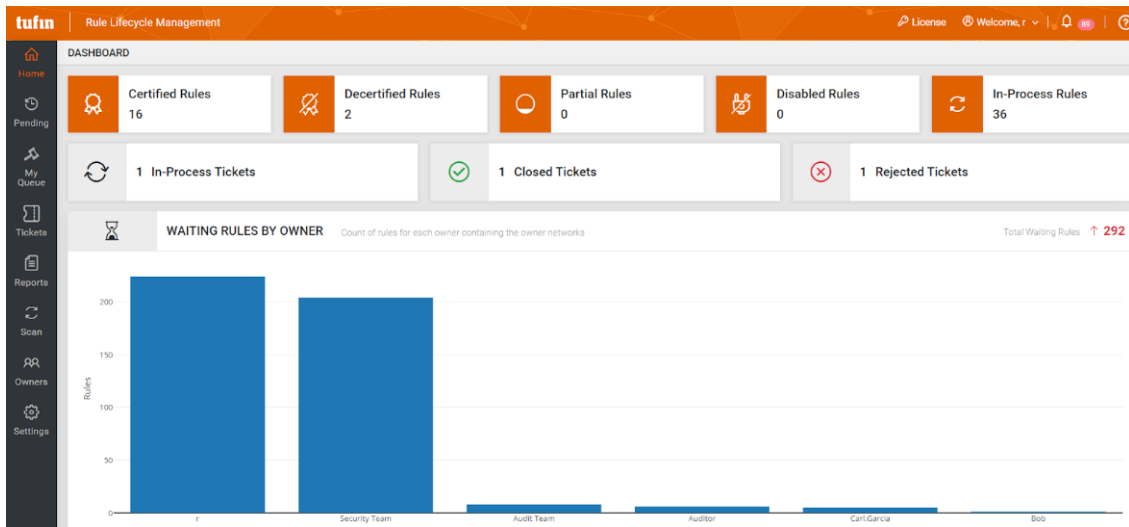 tufin Rule Lifecycle Management License Welcome, r 89
Home
Pending
My
Queue
Tickets
Reports
Scan
Owners
Settings
DASHBOARD
Certified Rules
16
Decertified Rules
2
Partial Rules
0
Disabled Rules
0
In-Process Rules
36
1 In-Process Tickets
1 Closed Tickets
1 Rejected Tickets
WAITING RULES BY OWNER Count of rules for each owner containing the owner networks Total Waiting Rules ↑ 292
200
150
100
50
0
Rules
r Security Team Audit Team Auditor Carl.Garcia Bob